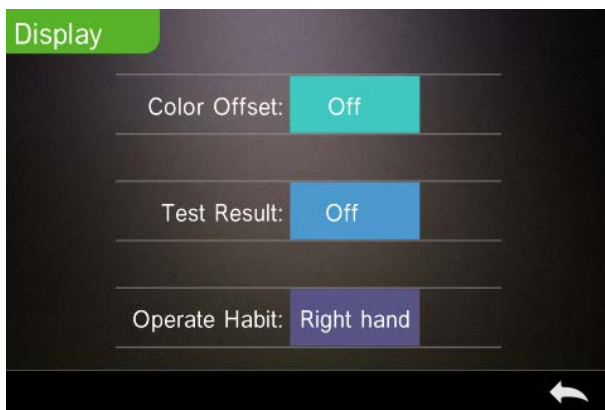 Display
Color Offset: Off
Test Result: Off
Operate Habit: Right hand